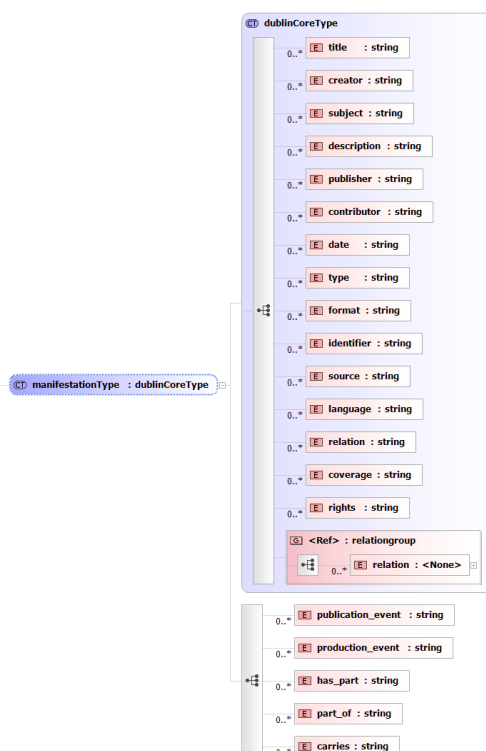 CT dublinCoreType
E title : string
0..*
E creator : string
0..*
E subject : string
0..*
E description : string
0..*
E publisher : string
0..*
E contributor : string
0..*
E date : string
0..*
E type : string
0..*
E format : string
0..*
E identifier : string
0..*
CT manifestationType : dublinCoreType
E source : string
0..*
E language : string
0..*
E relation : string
0..*
E coverage : string
0..*
E rights : string
0..*
G <Ref> : relationgroup
E relation : <None>
0..*
E publication_event : string
0..*
E production_event : string
0..*
E has_part : string
0..*
E part_of : string
0..*
E carries : string